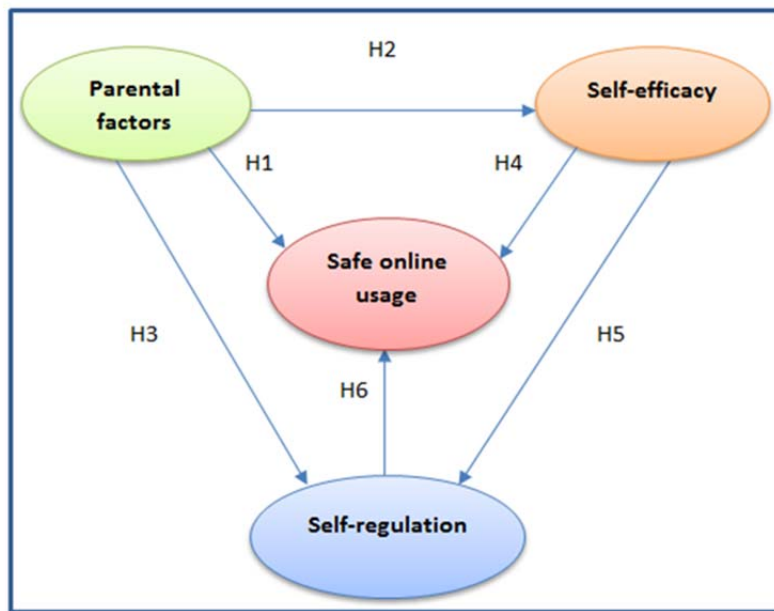 H2
Parental
factors
Self-efficacy
H1
H4
Safe online
usage
H3
H5
H6
Self-regulation